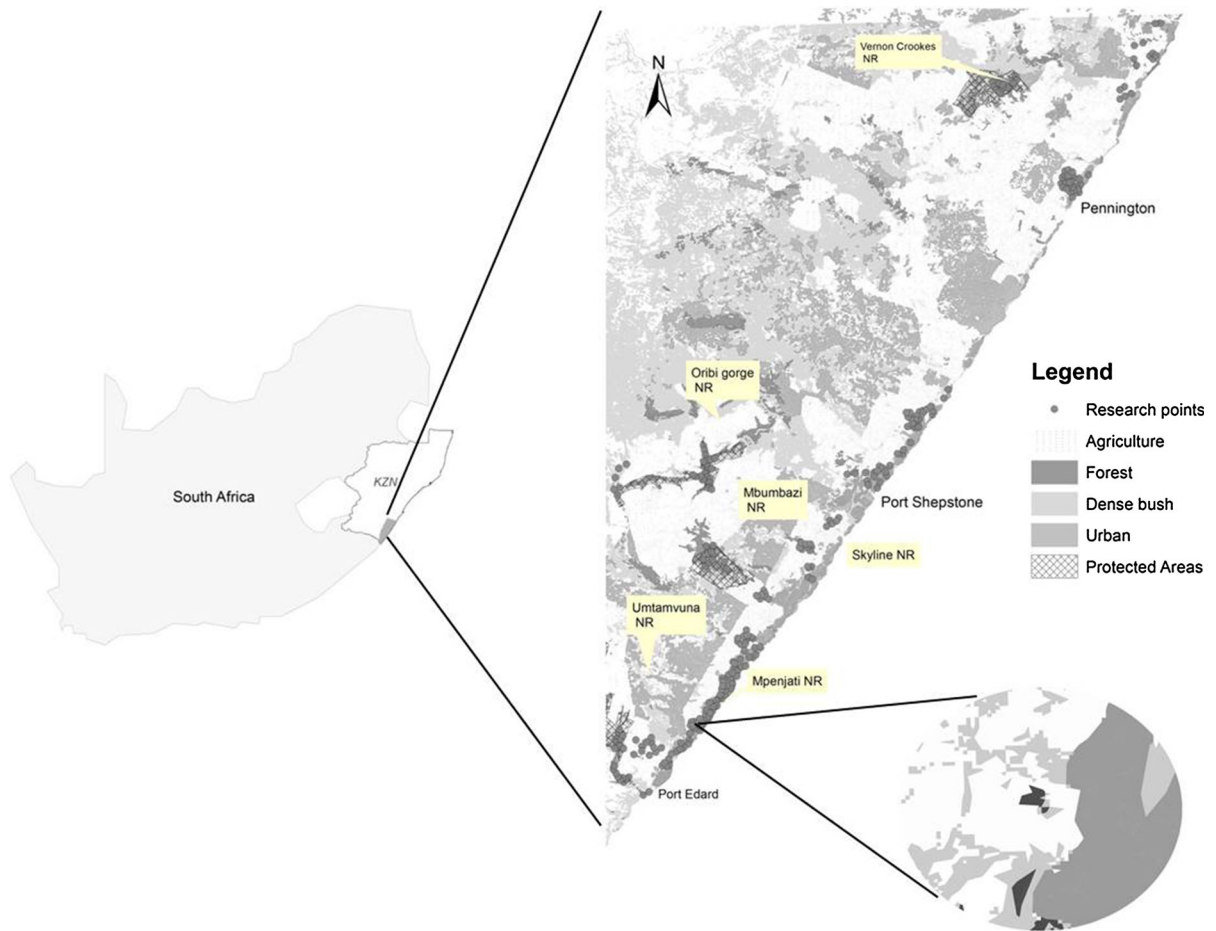 Vernon Crookes
NR
N
Pennington
Oribi gorge
NR
Legend
Research points
Agriculture
Forest
Dense bush
Urban
Protected Areas
KZN
South Africa
Mbumbazi
NR
Port Shepstone
Skyline NR
Umtamvuna
NR
Mpenjati NR
Port Edard